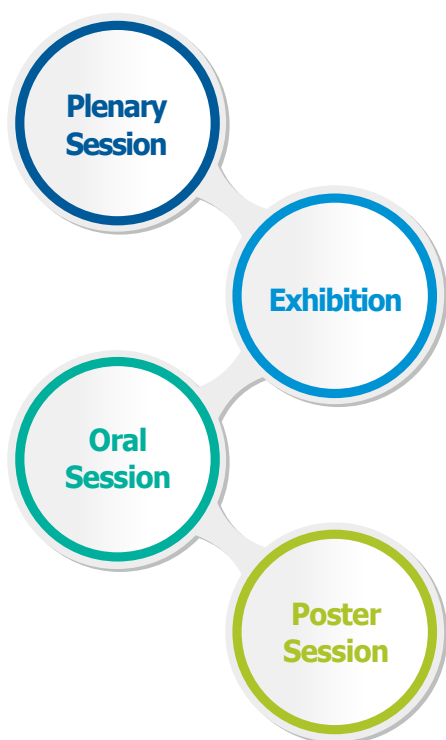 Plenary
Session
Exhibition
Oral
Session
Poster
Session